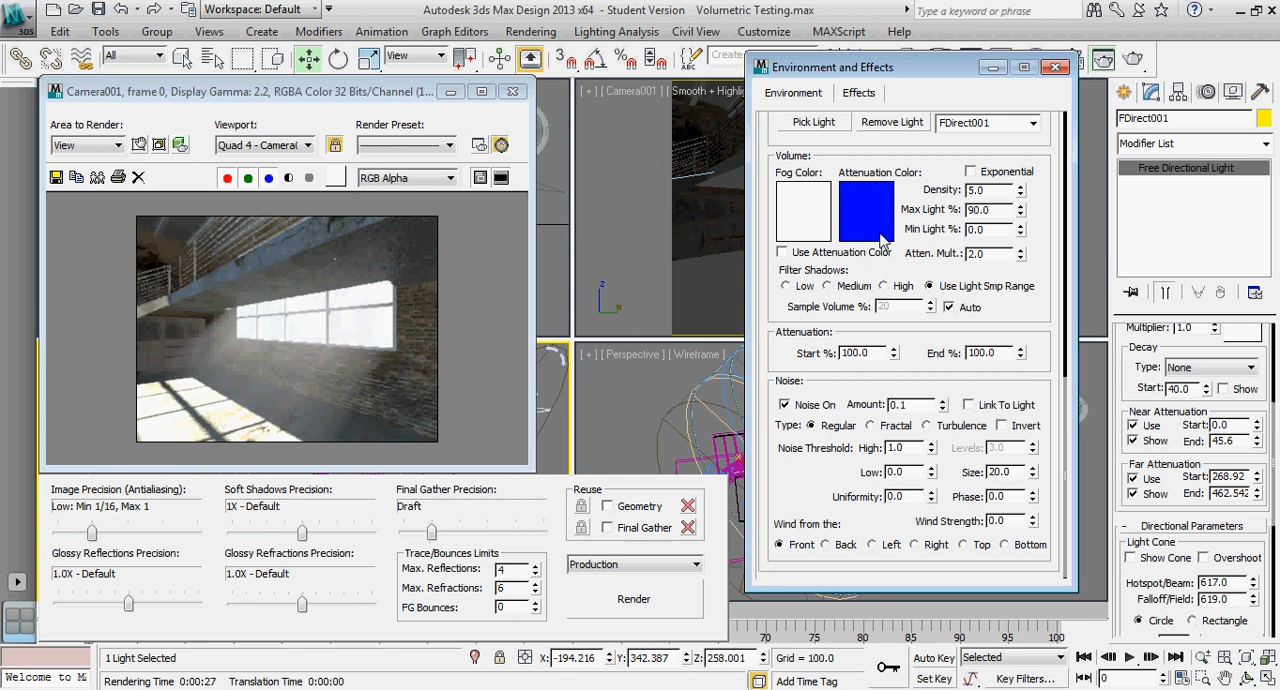 Workspace: Default
Autodesk 3ds Max Design 2013 x64 - Student Version
Volumetric Testing.max
Type a keyword or phrase
3DS
Edit Tools Group Views Create Modifiers Animation Graph Editors Rendering Lighting Analysis Civil View Customize MAXScript Help
All
View
3
ABC
Create
Camera001, frame 0, Display Gamma: 2.2, RGBA Color 32 Bits/Channel (1...
Area to Render:
View
Viewport:
Quad 4 - Camera(
Render Preset:
RGB Alpha
[ + ] [ Camera001 ] [ Smooth + Highli
z
x
[ + ] [ Perspective ] [ Wireframe ]
Image Precision (Antialiasing):
Low: Min 1/16, Max 1
Soft Shadows Precision:
1X - Default
Final Gather Precision:
Draft
Glossy Reflections Precision:
1.0X - Default
Glossy Refractions Precision:
1.0X - Default
Trace/Bounces Limits
Max. Reflections: 4
Max. Refractions: 6
FG Bounces: 0
Reuse
Geometry
Final Gather
Production
Render
Environment and Effects
Environment Effects
Pick Light Remove Light FDirect001
Volume:
Fog Color: Attenuation Color: Exponential
Density: 5.0
Max Light %: 90.0
Min Light %: 0.0
Use Attenuation Color Atten. Mult.: 2.0
Filter Shadows:
Low Medium High Use Light Smp Range
Sample Volume %: 20 Auto
Attenuation:
Start %: 100.0 End %: 100.0
Noise:
Noise On Amount: 0.1 Link To Light
Type: Regular Fractal Turbulence Invert
Noise Threshold: High: 1.0 Levels: 3.0
Low: 0.0 Size: 20.0
Uniformity: 0.0 Phase: 0.0
Wind from the: Wind Strength: 0.0
Front Back Left Right Top Bottom
FDirect001
Modifier List
Free Directional Light
Multiplier: 1.0
Decay
Type: None
Start: 40.0 Show
Near Attenuation
Use Start: 0.0
Show End: 45.6
Far Attenuation
Use Start: 268.92
Show End: 462.542
- Directional Parameters
Light Cone
Show Cone Overshoot
Hotspot/Beam: 617.0
Falloff/Field: 619.0
Circle Rectangle
70 75 80 85 90 95 100
1 Light Selected
X: -194.216 Y: 342.387 Z: 258.001 Grid = 100.0
Auto Key Selected
Welcome to M
Rendering Time 0:00:27 Translation Time 0:00:00
Add Time Tag
Set Key Key Filters...
0